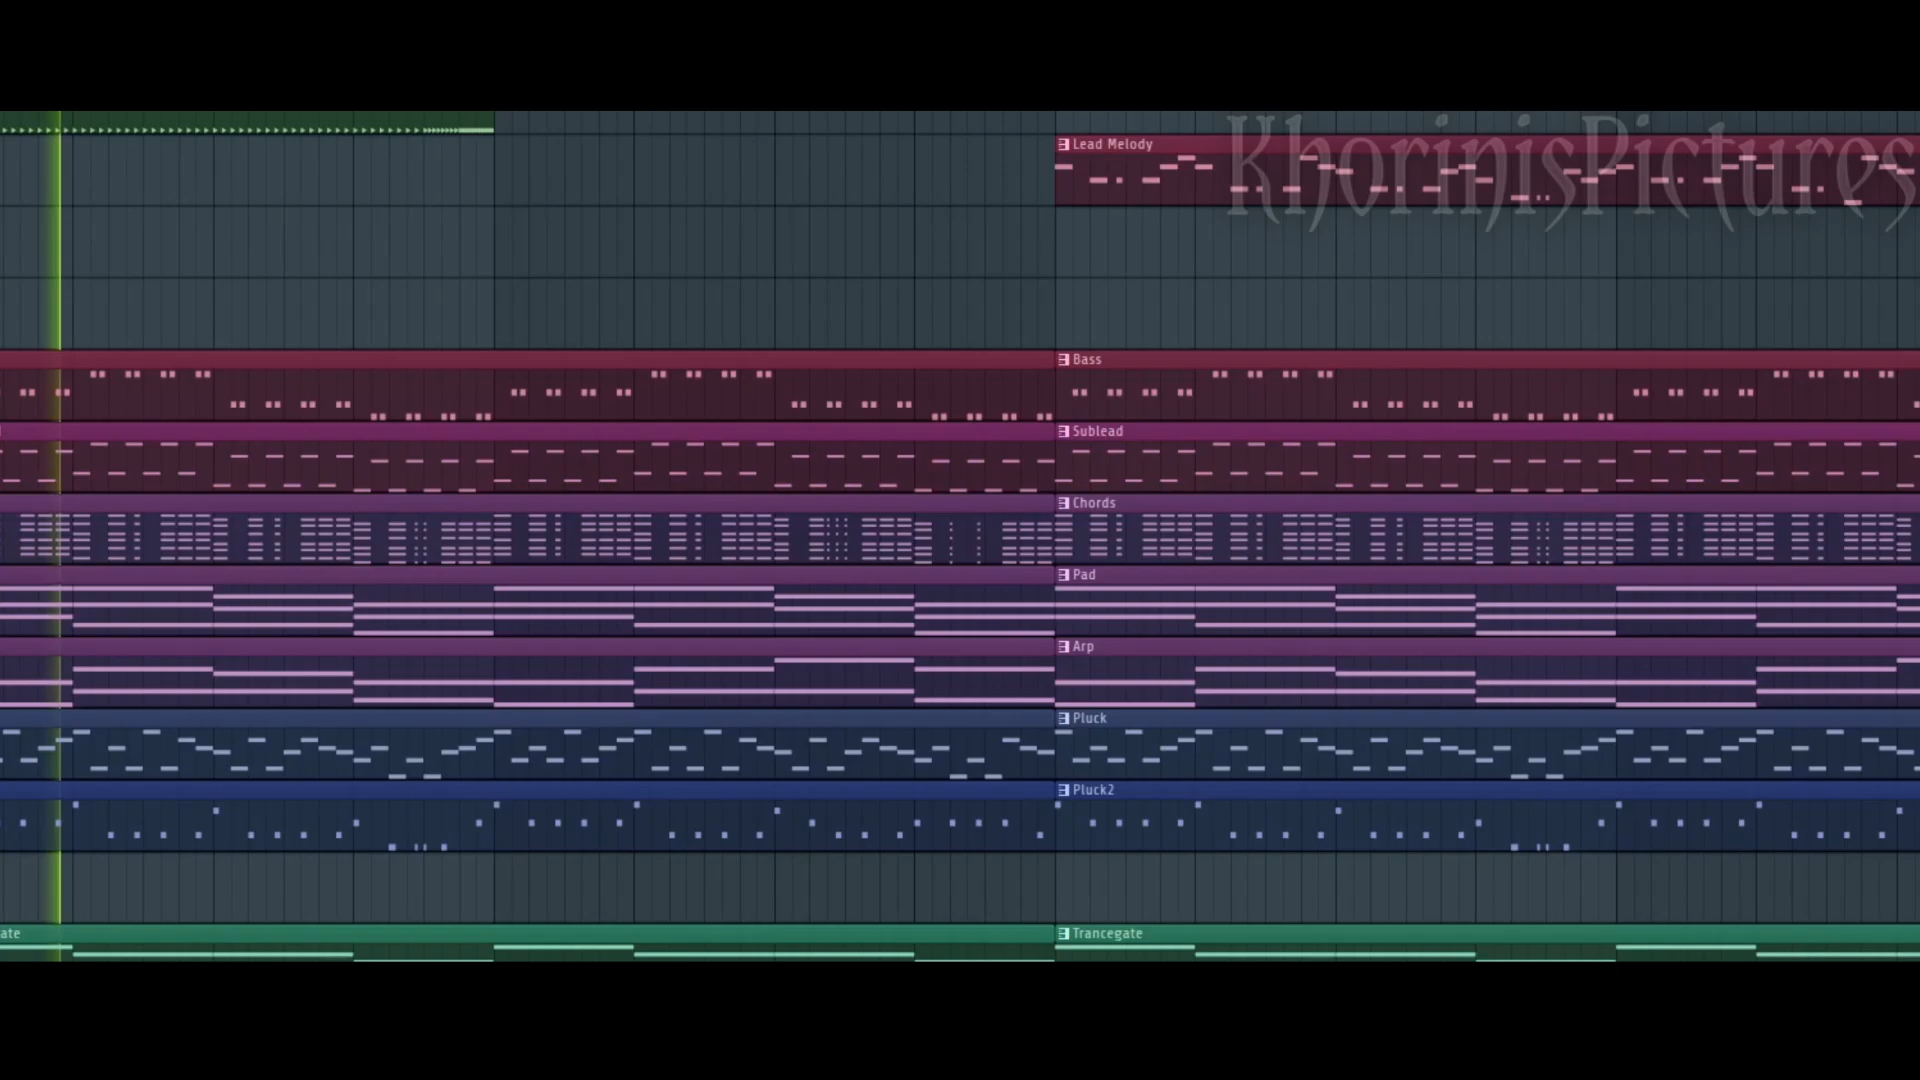 Lead Melody
KhorinisPictures
Bass
Sublead
Chords
Pad
Arp
Pluck
Pluck2
ate
Trancegate